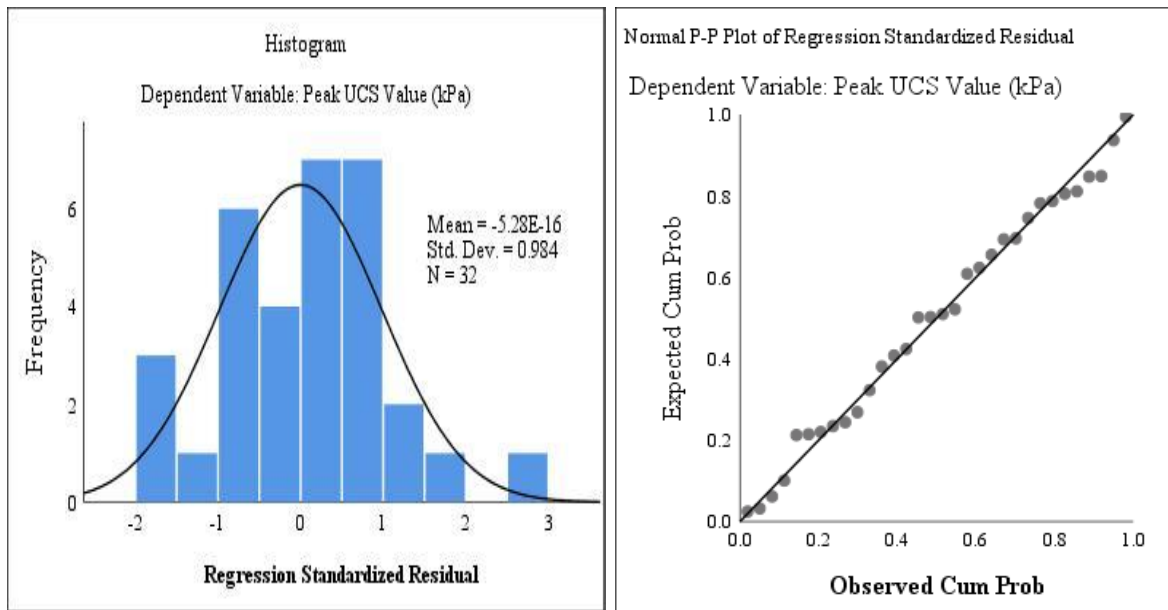 Histogram
Dependent Variable: Peak UCS Value (kPa)
Frequency
6
4
2
0
Mean = -5.28E-16
Std. Dev. = 0.984
N = 32
-2 -1 0 1 2 3
Regression Standardized Residual
Normal P-P Plot of Regression Standardized Residual
Dependent Variable: Peak UCS Value (kPa)
Expected Cum Prob
1.0
0.8
0.6
0.4
0.2
0.0
0.0 0.2 0.4 0.6 0.8 1.0
Observed Cum Prob